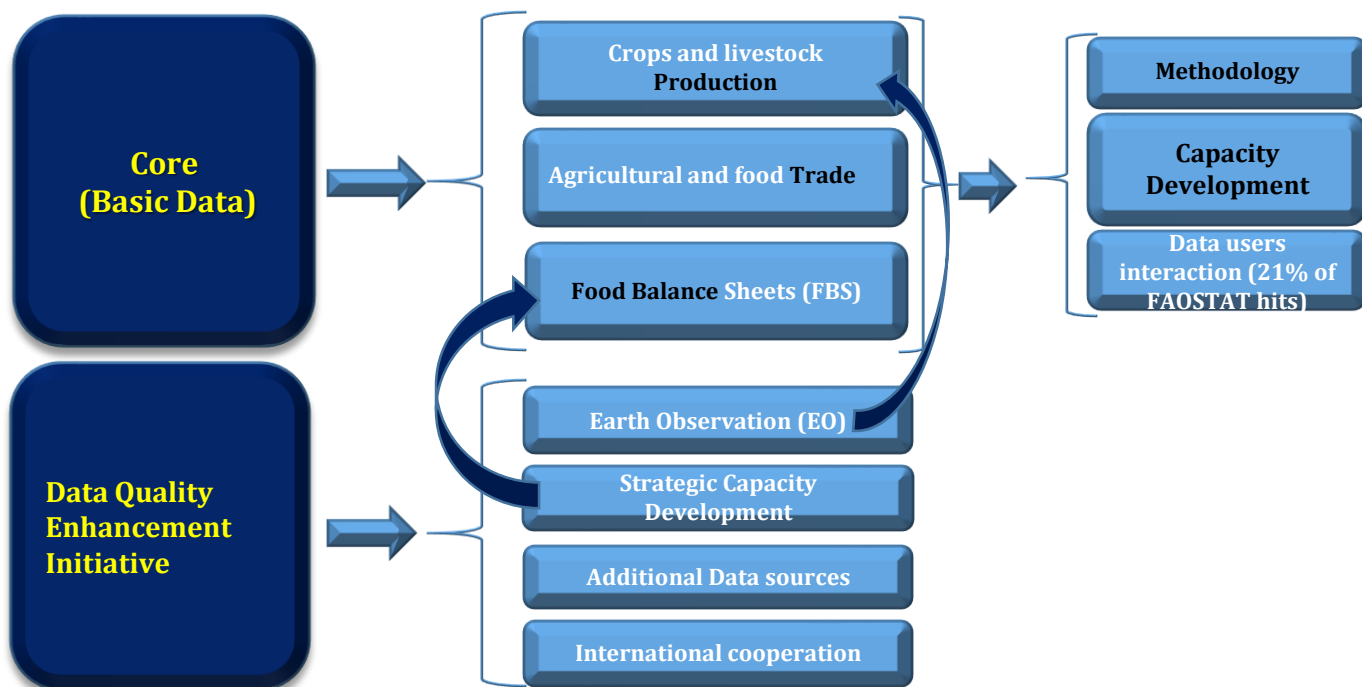 Core
(Basic Data)
Crops and livestock
Production
Agricultural and food Trade
Food Balance Sheets (FBS)
Methodology
Capacity
Development
Data users
interaction (21% of
FAOSTAT hits)
Data Quality
Enhancement
Initiative
Earth Observation (EO)
Strategic Capacity
Development
Additional Data sources
International cooperation